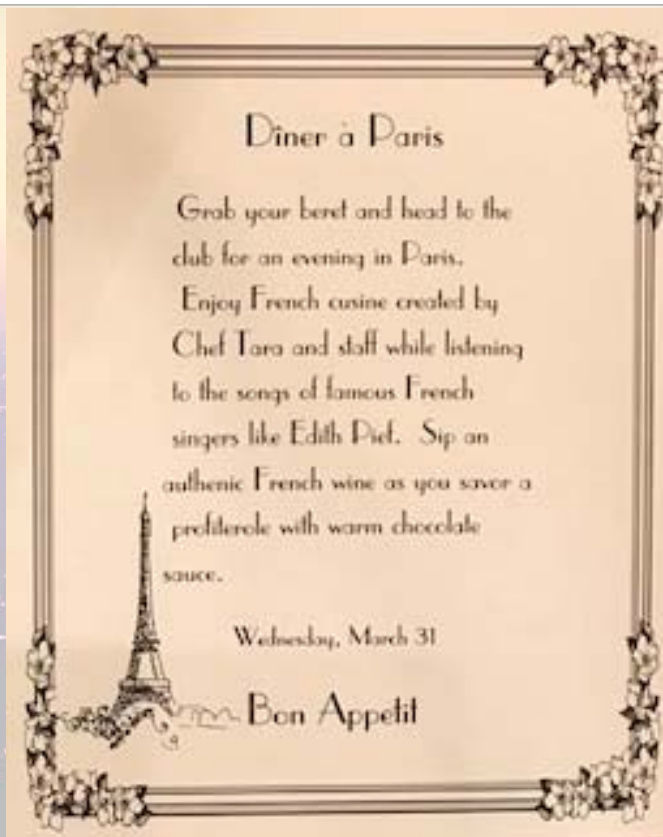 Dîner à Paris
Grab your beret and head to the
club for an evening in Paris.
Enjoy French cusine created by
Chef Tara and staff while listening
to the songs of famous French
singers like Edith Pief. Sip an
authenic French wine as you savor a
profiterole with warm chocolate
sauce.
Wednesday, March 31
Bon Appetit